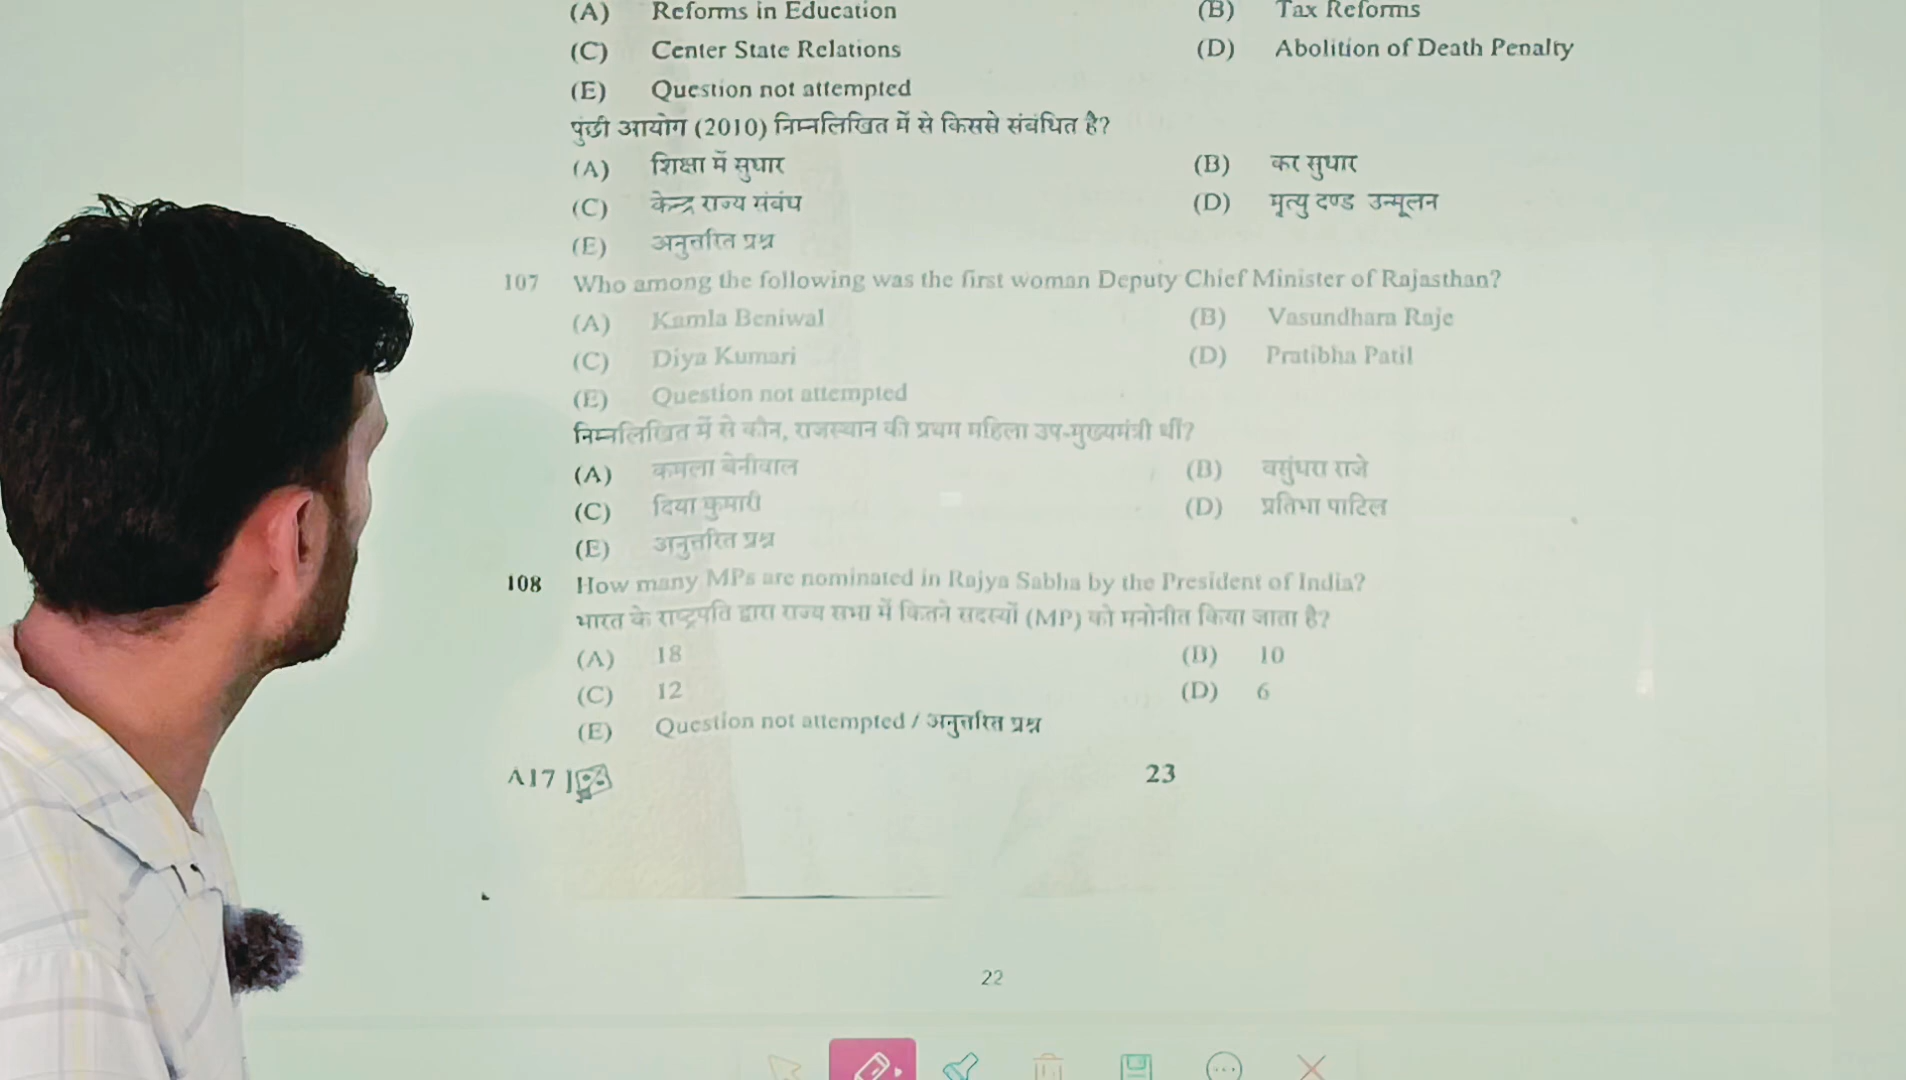 (A) Reforms in Education (B) Tax Reforms
(C) Center State Relations (D) Abolition of Death Penalty
(E) Question not attempted
पुंछी आयोग (2010) निम्नलिखित में से किससे संबंधित है?
(A) शिक्षा में सुधार (B) कर सुधार
(C) केन्द्र राज्य संबंध (D) मृत्यु दण्ड उन्मूलन
(E) अनुत्तरित प्रश्न
107 Who among the following was the first woman Deputy Chief Minister of Rajasthan?
(A) Kamla Beniwal (B) Vasundhara Raje
(C) Diya Kumari (D) Pratibha Patil
(E) Question not attempted
निम्नलिखित में से कौन, राजस्थान की प्रथम महिला उप-मुख्यमंत्री थीं?
(A) कमला बेनीवाल (B) वसुंधरा राजे
(C) दिया कुमारी (D) प्रतिभा पाटिल
(E) अनुत्तरित प्रश्न
108 How many MPs are nominated in Rajya Sabha by the President of India?
भारत के राष्ट्रपति द्वारा राज्य सभा में कितने सदस्यों (MP) को मनोनीत किया जाता है?
(A) 18 (B) 10
(C) 12 (D) 6
(E) Question not attempted / अनुत्तरित प्रश्न
A17 ] 23
22